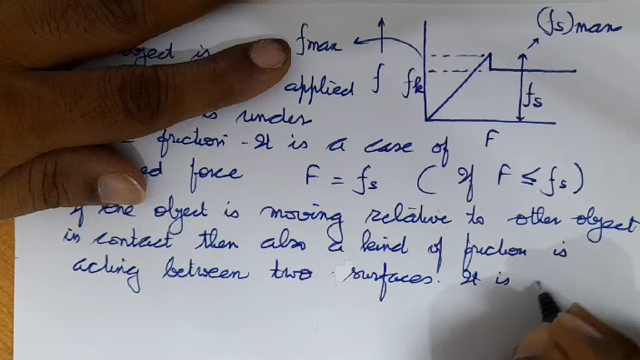 object is
fmax
(fs)max
applied f fk
fs
is under
friction - It is a case of F
force F = fs ( If F ≤ fs)
if one object is moving relative to other object
in contact then also a kind of friction is
acting between two surfaces. It is